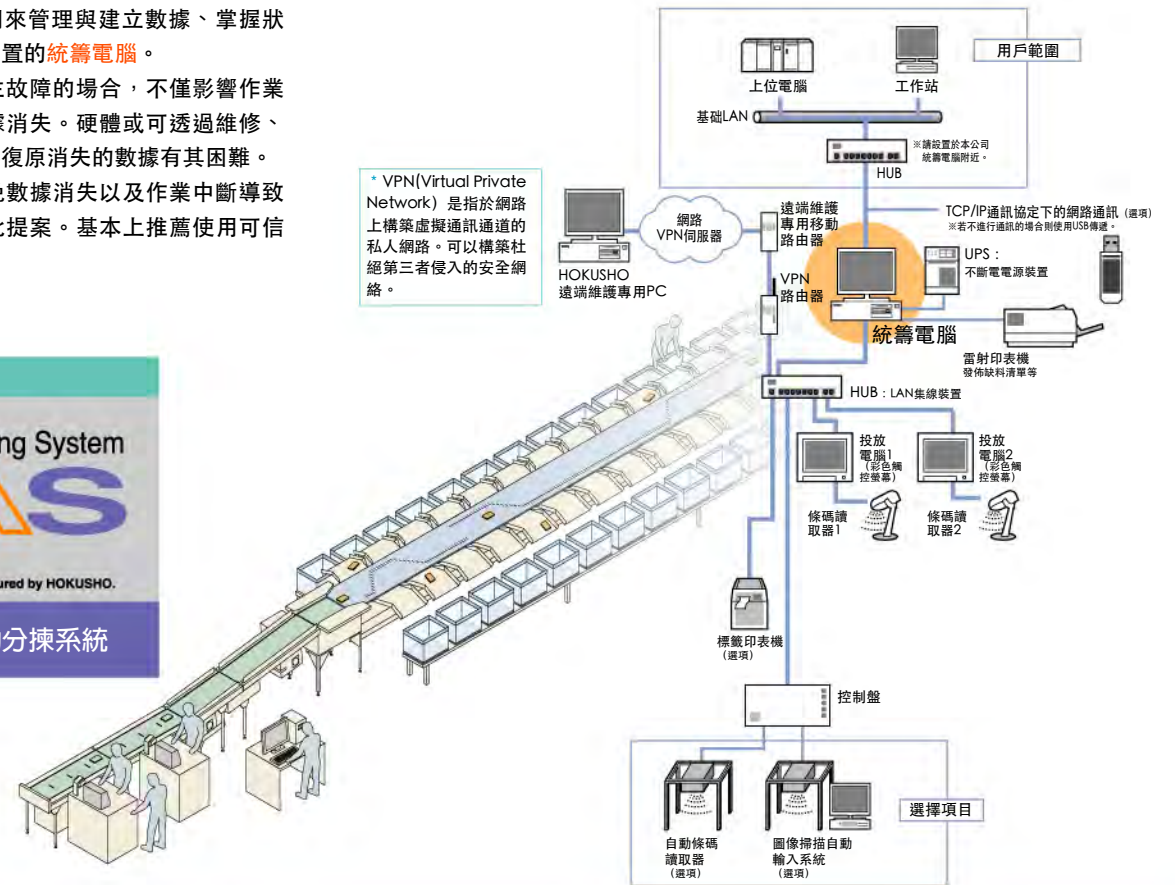 來管理與建立數據、掌握狀
置的統籌電腦。
故障的場合，不僅影響作業
消失。硬體或可透過維修、
復原消失的數據有其困難。
數據消失以及作業中斷導致
提案。基本上推薦使用可信
ng System
AS
ured by HOKUSHO.
分揀系統
* VPN(Virtual Private
Network) 是指於網路
上構築虛擬通訊通道的
私人網路。可以構築杜
絕第三者侵入的安全網
絡。
用戶範圍
上位電腦
工作站
基础LAN
※請設置於本公司
統籌電腦附近。
HUB
網路
VPN伺服器
遠端維護
專用移動
路由器
HOKUSHO
遠端維護專用PC
VPN
路由器
TCP/IP通訊協定下的網路通訊 (選項)
※若不進行通訊的場合則使用USB傳遞。
UPS：
不斷電電源裝置
統籌電腦
雷射印表機
發佈缺料清單等
HUB：LAN集線裝置
投放
電腦1
(彩色觸
控螢幕)
投放
電腦2
(彩色觸
控螢幕)
條碼讀
取器1
條碼讀
取器2
標籤印表機
(選項)
控制盤
選擇項目
自動條碼
讀取器
(選項)
圖像掃描自動
輸入系統
(選項)